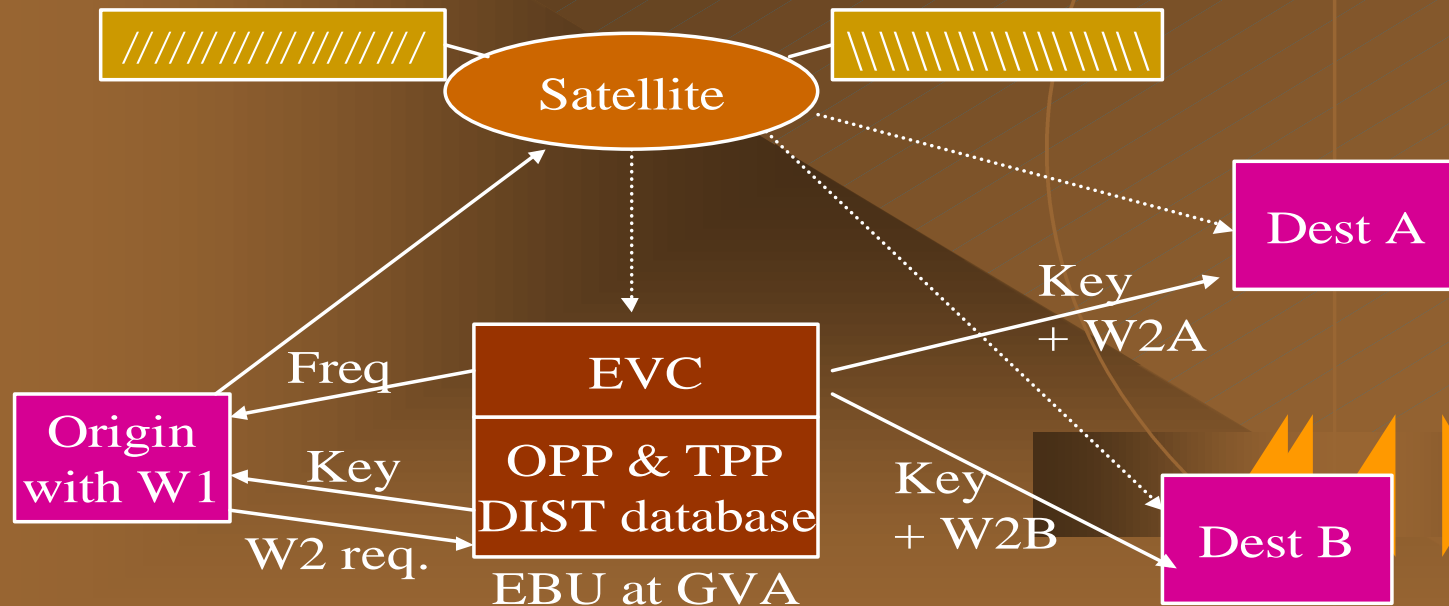 Satellite
Dest A
Key
+ W2A
Freq
EVC
Origin
with W1
Key
OPP & TPP
DIST database
W2 req.
Key
+ W2B
Dest B
EBU at GVA